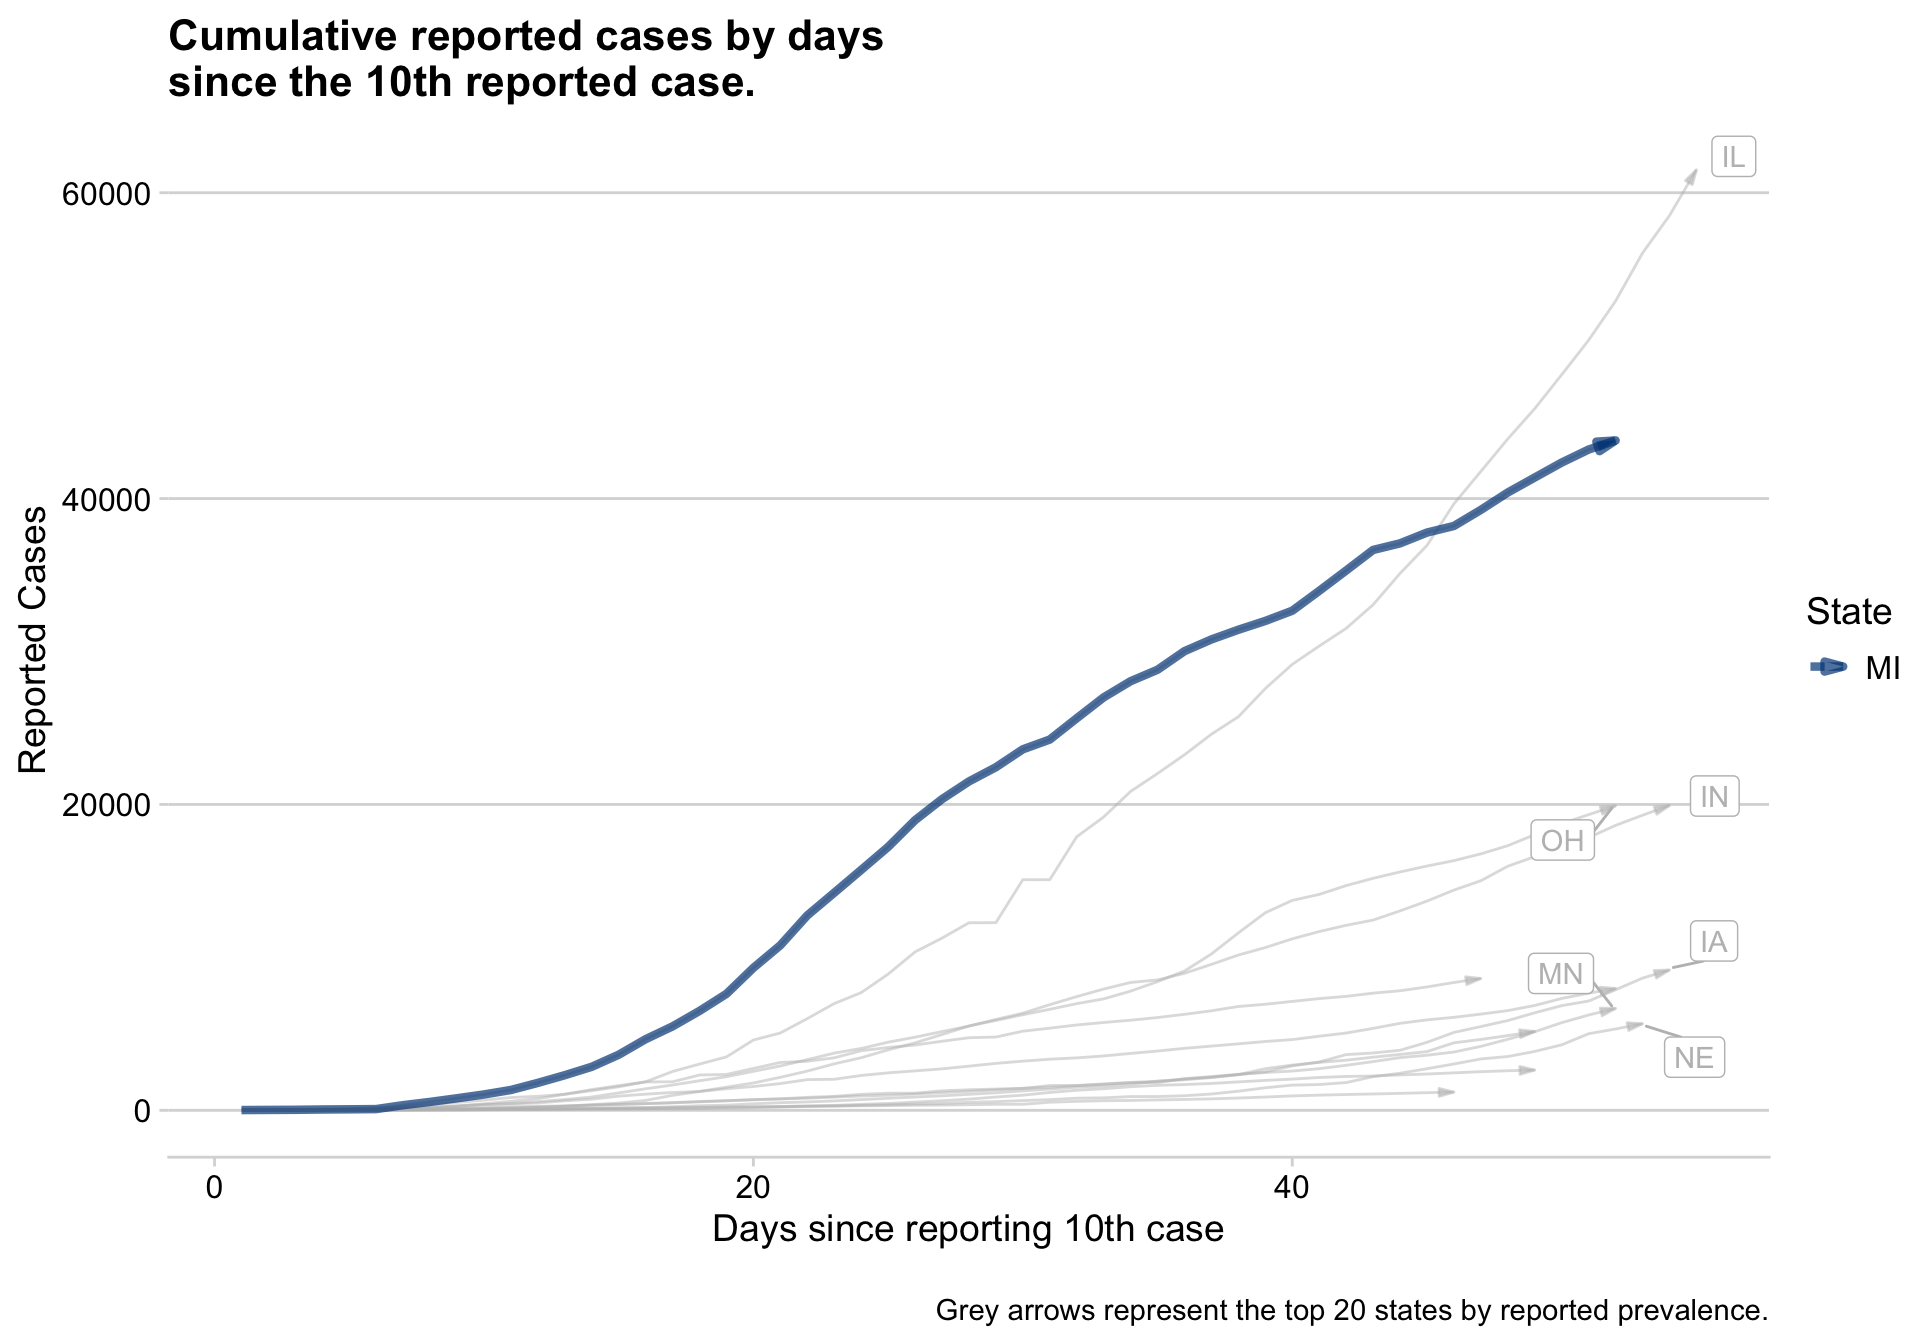 Cumulative reported cases by days
since the 10th reported case.
IL
60000
40000
Reported Cases
State
MI
20000
IN
OH
IA
MN
NE
0
0 20 40
Days since reporting 10th case
Grey arrows represent the top 20 states by reported prevalence.